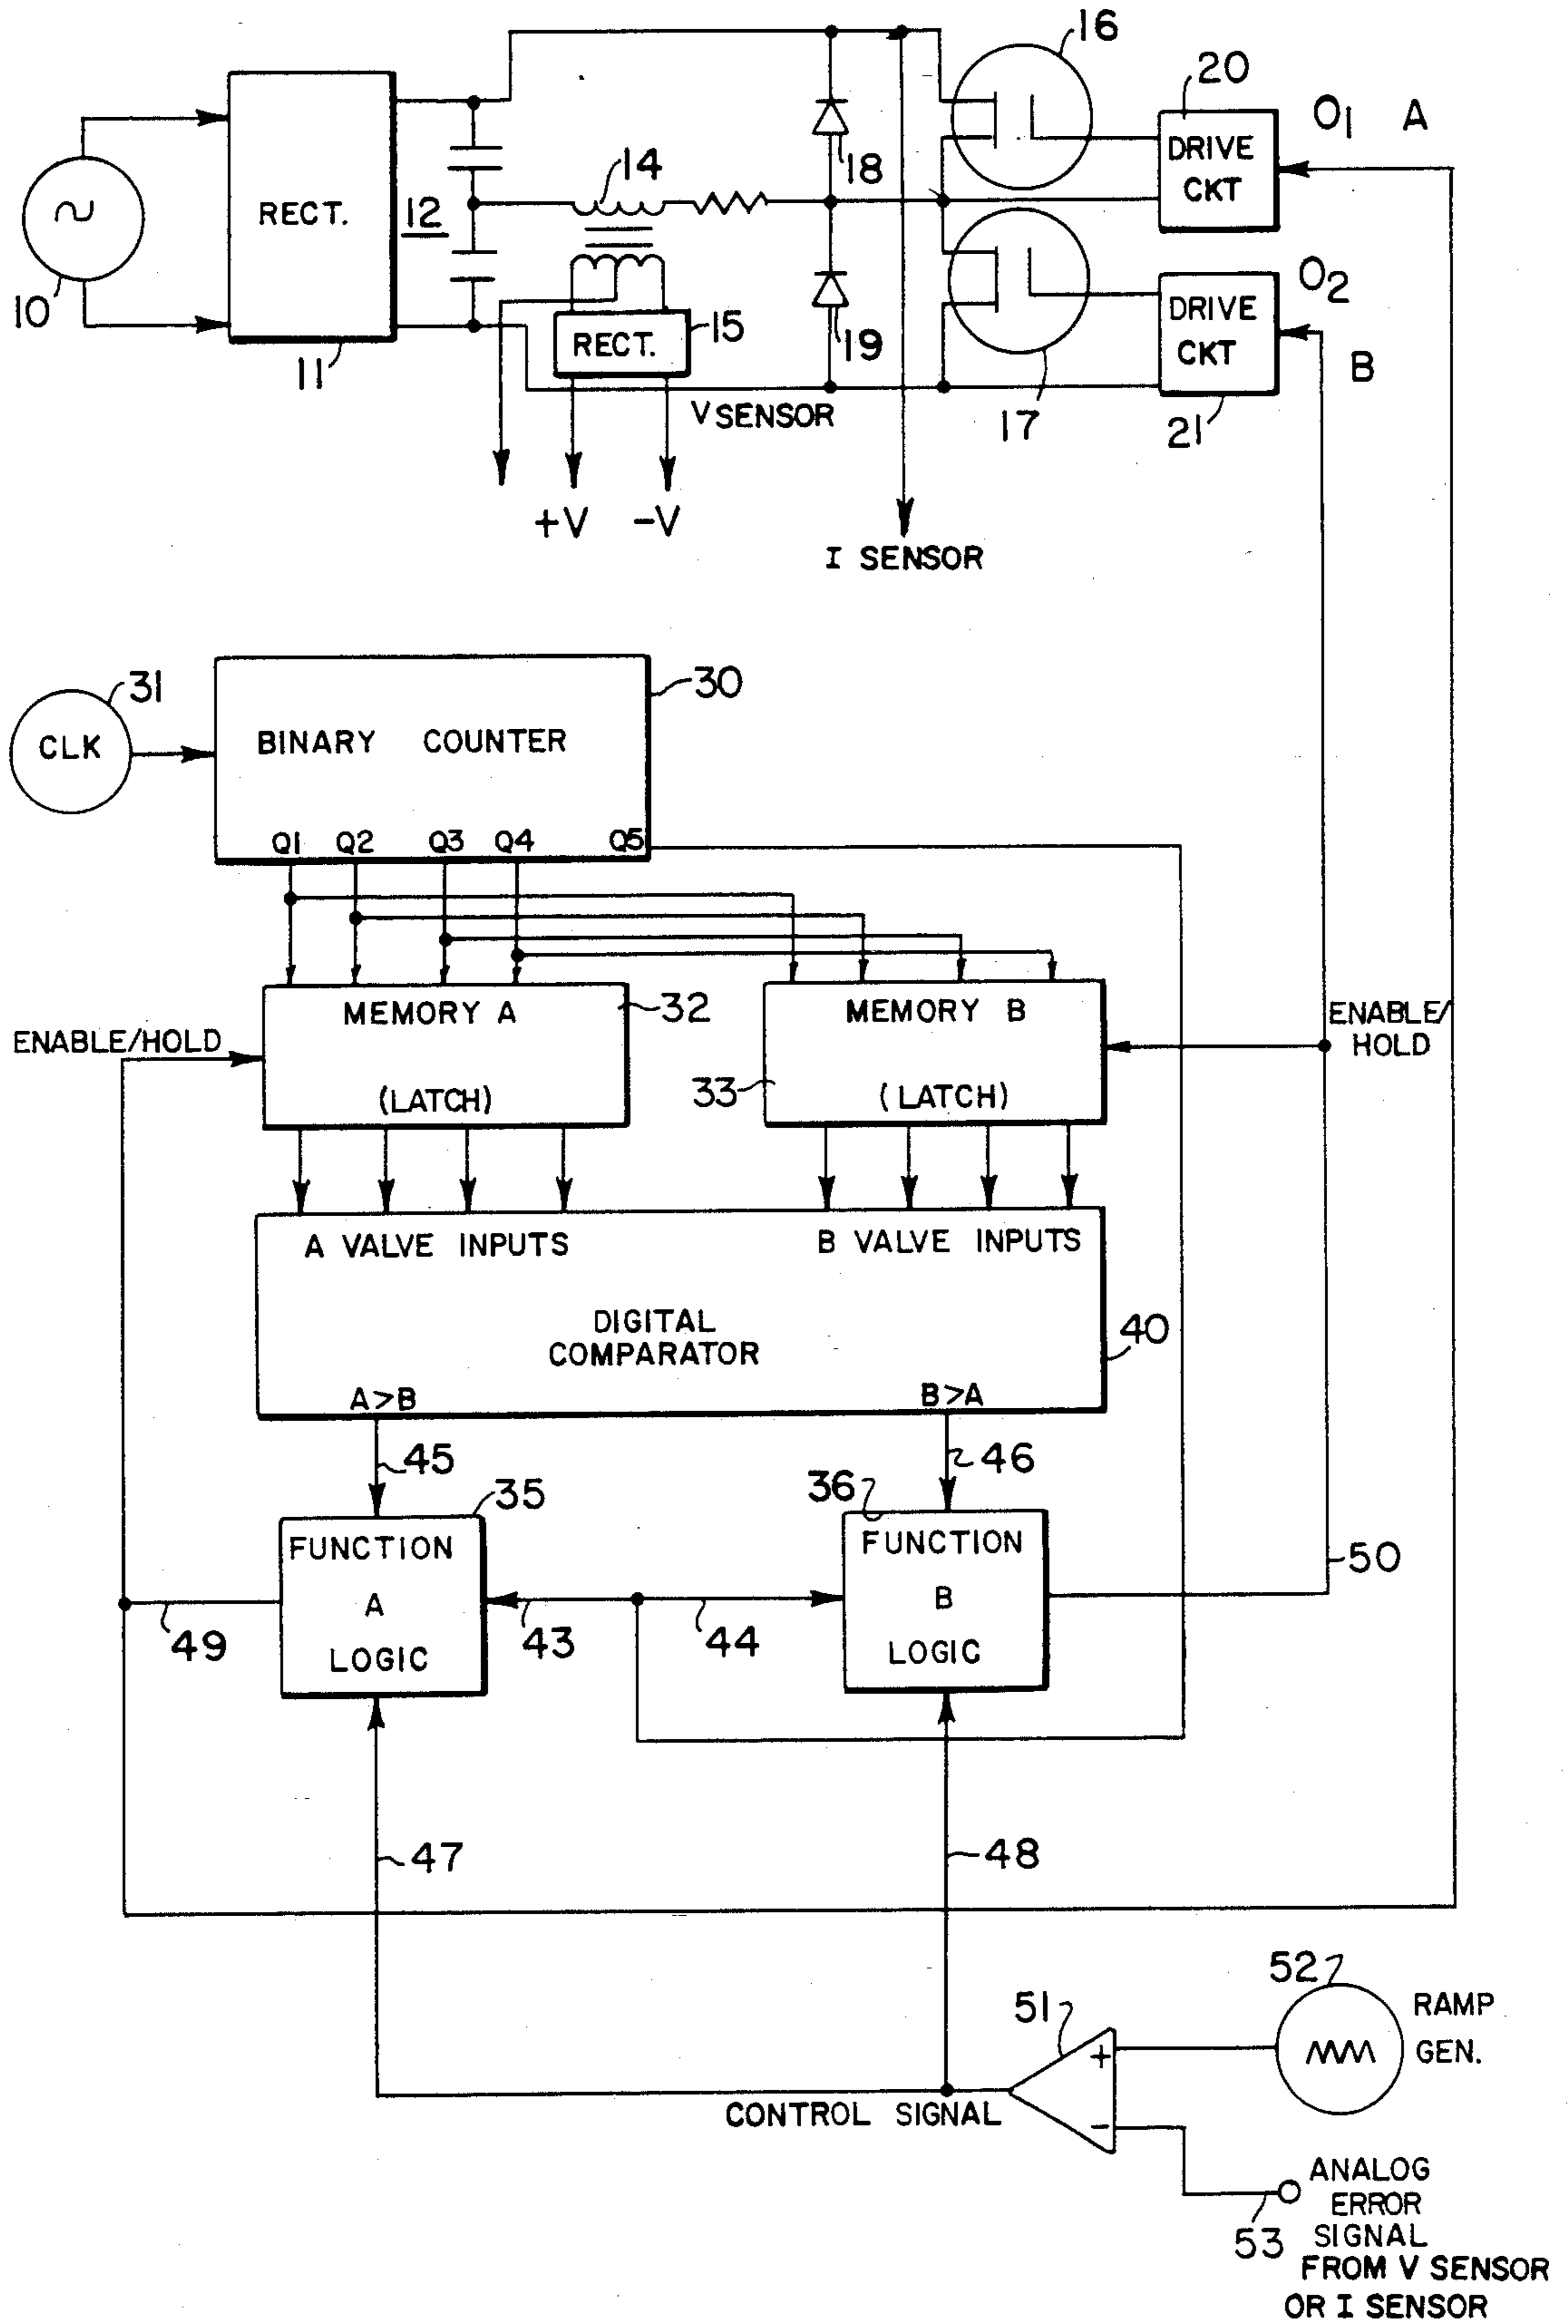 16
20
O1 A
14
DRIVE
CKT
18
RECT.
12
10
O2
15
DRIVE
CKT
19
RECT.
11
B
V SENSOR
17
21
+V -V
I SENSOR
31
30
CLK
BINARY COUNTER
Q1 Q2 Q3 Q4 Q5
MEMORY A
32
MEMORY B
ENABLE/HOLD
ENABLE/
HOLD
(LATCH)
33
(LATCH)
A VALVE INPUTS
B VALVE INPUTS
DIGITAL
COMPARATOR
40
A>B
B>A
45
46
35
36
FUNCTION
A
LOGIC
FUNCTION
B
LOGIC
50
49
43
44
47
48
52
RAMP
GEN.
51
+
−
CONTROL SIGNAL
53
ANALOG
ERROR
SIGNAL
FROM V SENSOR
OR I SENSOR